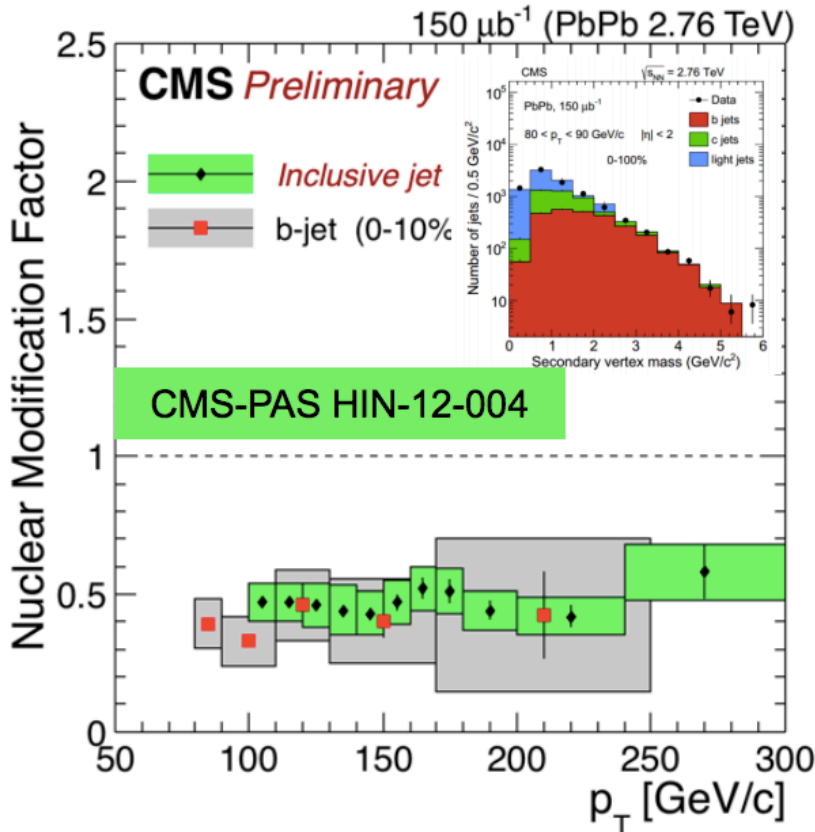 150 μb⁻¹ (PbPb 2.76 TeV)
CMS Preliminary
Inclusive jet
b-jet (0-10%
CMS
√sNN = 2.76 TeV
PbPb, 150 μb⁻¹
80 < pT < 90 GeV/c |η| < 2
0-100%
Data
b jets
c jets
light jets
Number of jets / 0.5 GeV/c²
10⁵
10⁴
10³
10²
10
0 1 2 3 4 5 6
Secondary vertex mass (GeV/c²)
CMS-PAS HIN-12-004
Nuclear Modification Factor
2.5
2
1.5
1
0.5
0
50 100 150 200 250 300
pT [GeV/c]